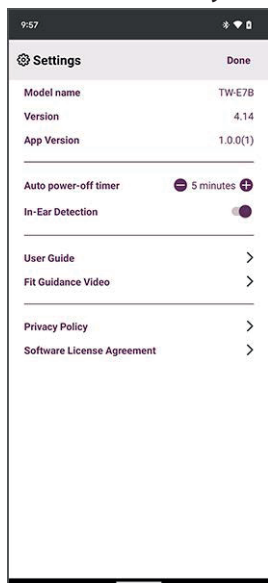 9:57
Settings Done
Model name TW-E7B
Version 4.14
App Version 1.0.0(1)
Auto power-off timer 5 minutes
In-Ear Detection
User Guide
Fit Guidance Video
Privacy Policy
Software License Agreement